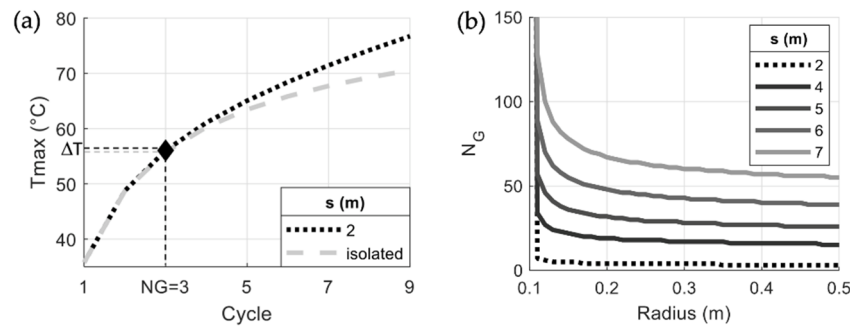 (a)
80
70
60
50
40
ΔT
Tmax (°C)
s (m)
2
isolated
1 NG=3 5 7 9
Cycle
(b)
150
100
50
0
N_G
s (m)
2
4
5
6
7
0.1 0.2 0.3 0.4 0.5
Radius (m)